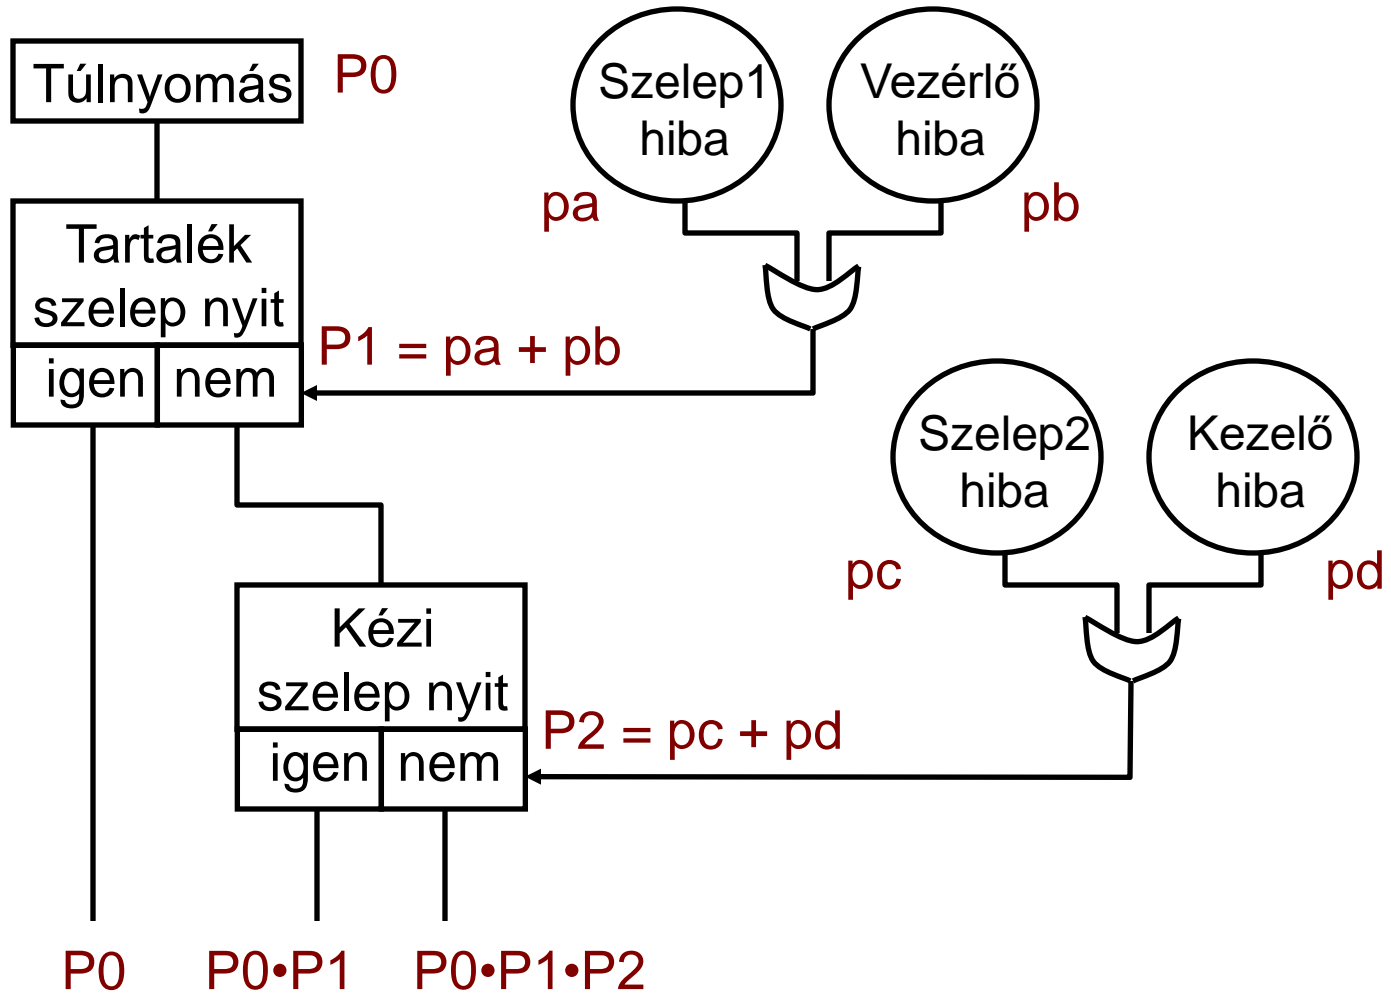 Túlnyomás
P0
Szelep1
hiba
Vezérlő
hiba
pa
pb
Tartalék
szelep nyit
igen
nem
P1 = pa + pb
Szelep2
hiba
Kezelő
hiba
pc
pd
Kézi
szelep nyit
igen
nem
P2 = pc + pd
P0
P0•P1
P0•P1•P2